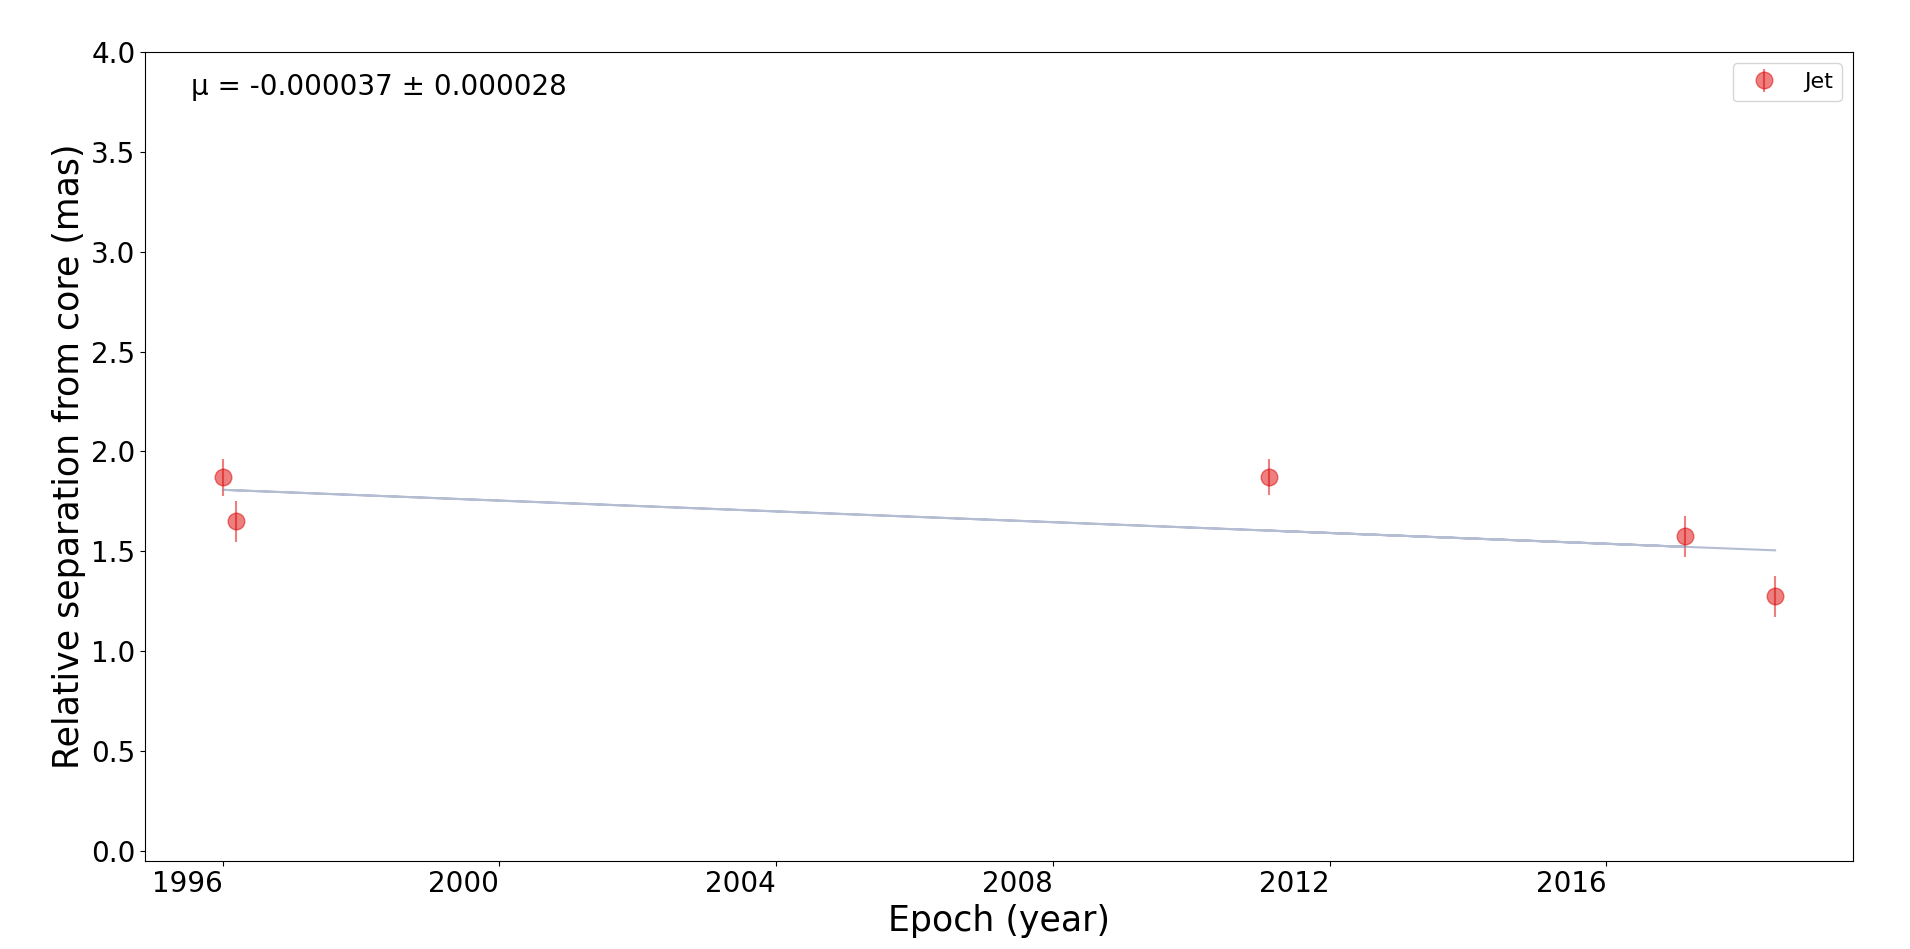 μ = -0.000037 ± 0.000028
Jet
Relative separation from core (mas)
4.0
3.5
3.0
2.5
2.0
1.5
1.0
0.5
0.0
1996 2000 2004 2008 2012 2016
Epoch (year)